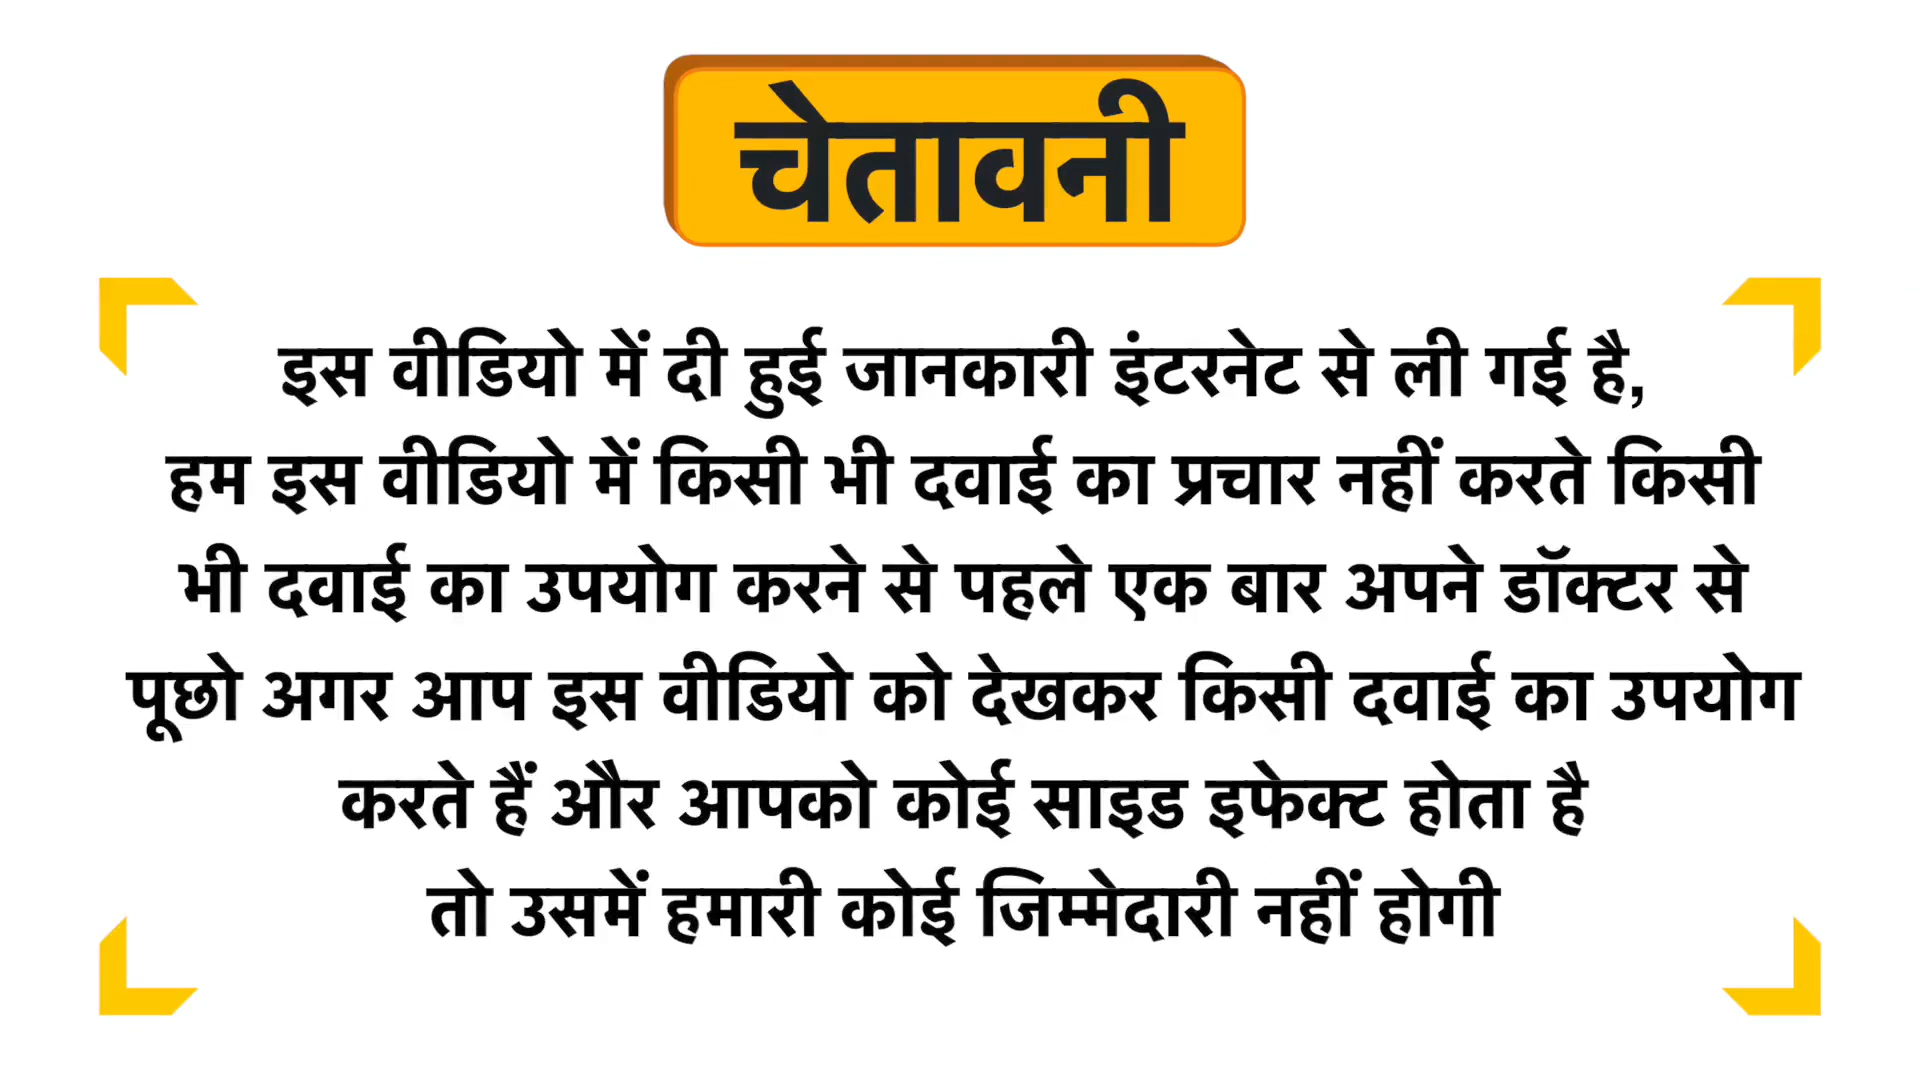 चेतावनी
इस वीडियो में दी हुई जानकारी इंटरनेट से ली गई है,
हम इस वीडियो में किसी भी दवाई का प्रचार नहीं करते किसी
भी दवाई का उपयोग करने से पहले एक बार अपने डॉक्टर से
पूछो अगर आप इस वीडियो को देखकर किसी दवाई का उपयोग
करते हैं और आपको कोई साइड इफेक्ट होता है
तो उसमें हमारी कोई जिम्मेदारी नहीं होगी